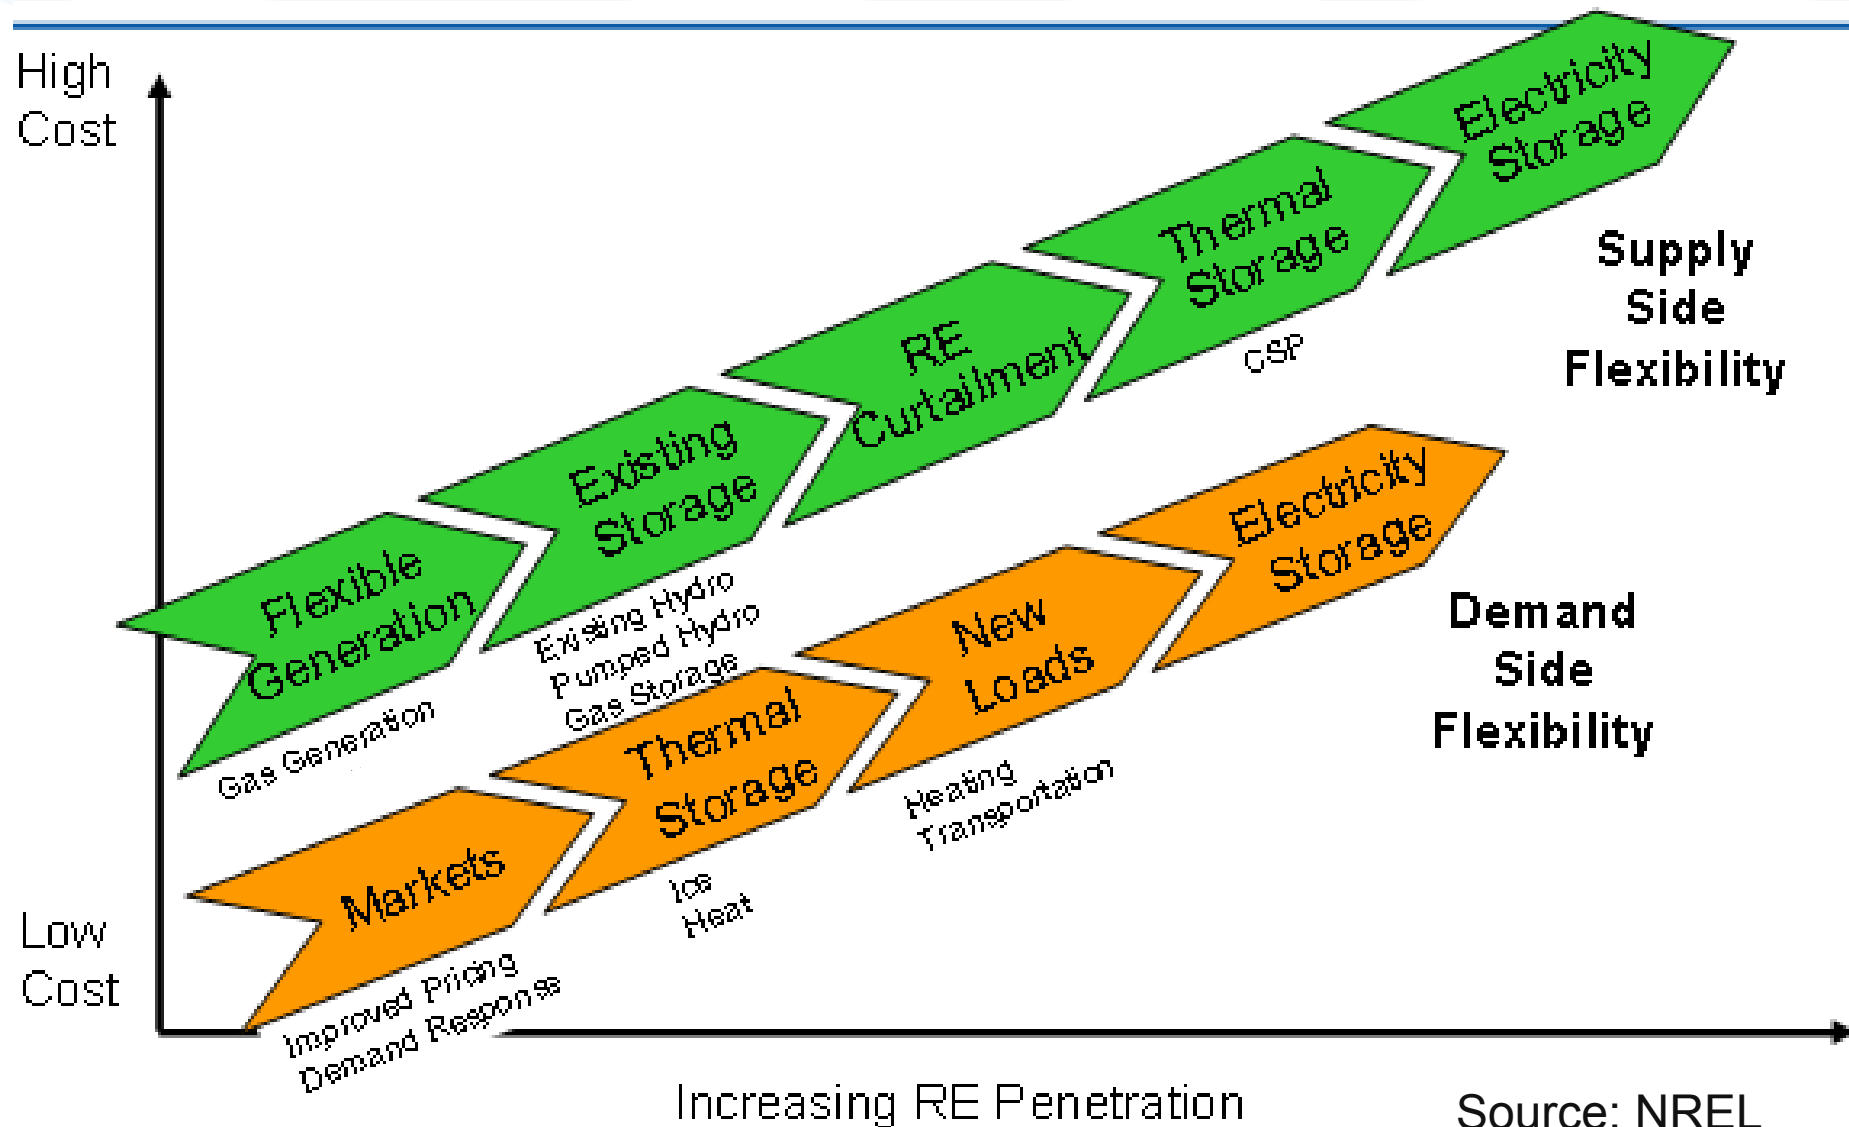 High
Cost
Electricity
Storage
Thermal
Storage
CSP
Supply
Side
Flexibility
RE
Curtailment
Existing
Storage
Existing Hydro
Pumped Hydro
Gas Storage
Flexible
Generation
Gas Generation
Electricity
Storage
Demand
Side
Flexibility
New
Loads
Heating
Transportation
Thermal
Storage
Ice
Heat
Markets
Improved Pricing
Demand Response
Low
Cost
Increasing RE Penetration
Source: NREL